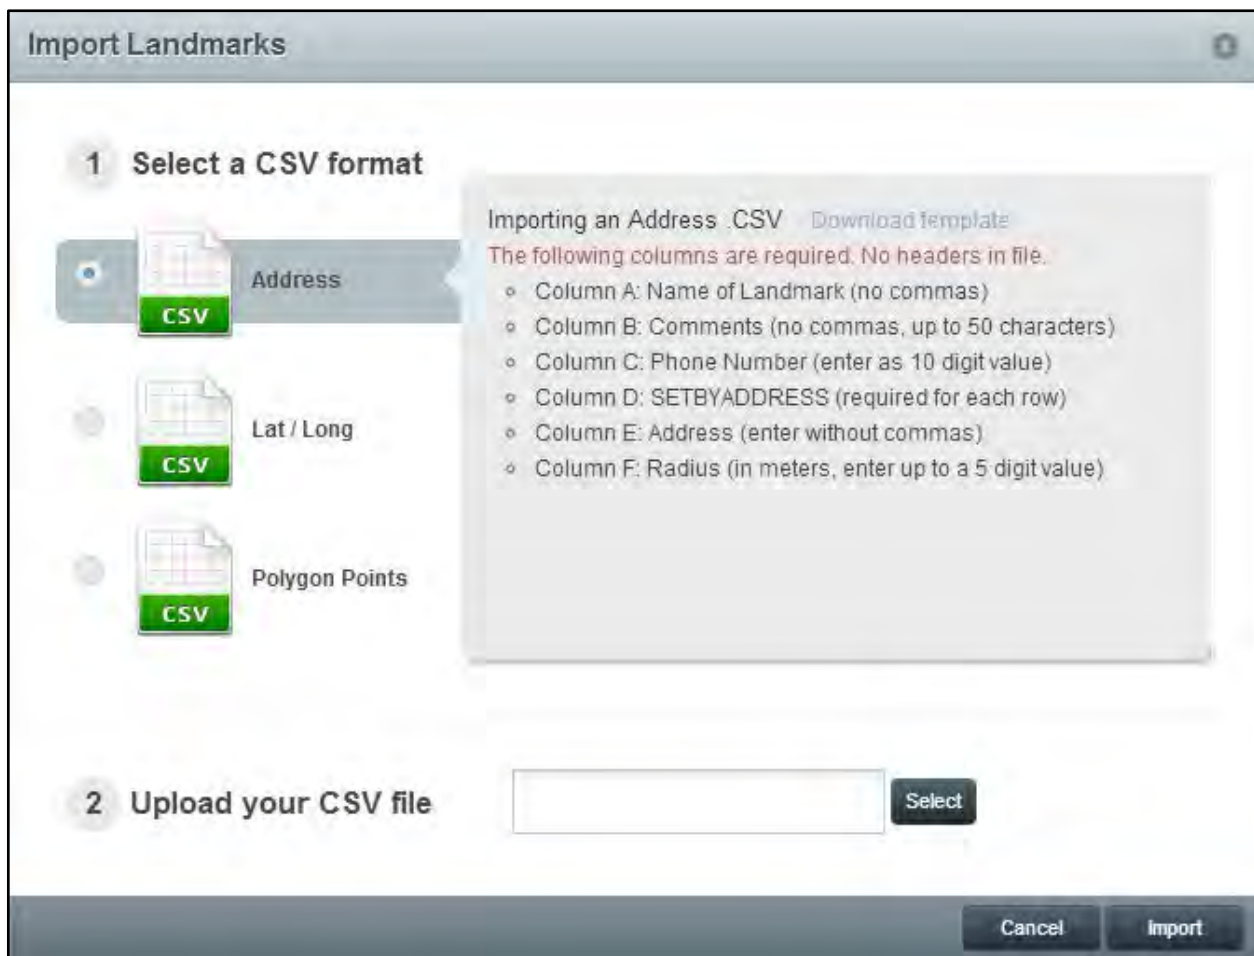 Import Landmarks
1 Select a CSV format
Importing an Address .CSV Download template
The following columns are required. No headers in file.
Column A: Name of Landmark (no commas)
Column B: Comments (no commas, up to 50 characters)
Column C: Phone Number (enter as 10 digit value)
Column D: SETBYADDRESS (required for each row)
Column E: Address (enter without commas)
Column F: Radius (in meters, enter up to a 5 digit value)
CSV Address
CSV Lat / Long
CSV Polygon Points
2 Upload your CSV file
Select
Cancel Import